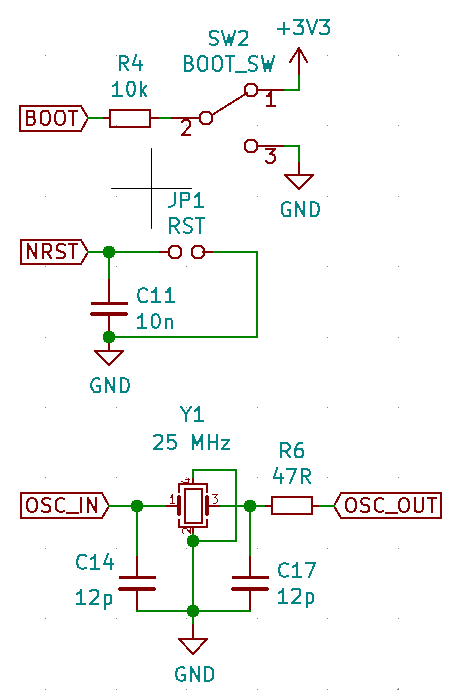 +3V3
SW2
BOOT_SW
R4
10k
1
BOOT
2
3
GND
JP1
RST
NRST
C11
10n
GND
Y1
25 MHz
R6
47R
4
1
3
OSC_IN
OSC_OUT
2
C14
12p
C17
12p
GND